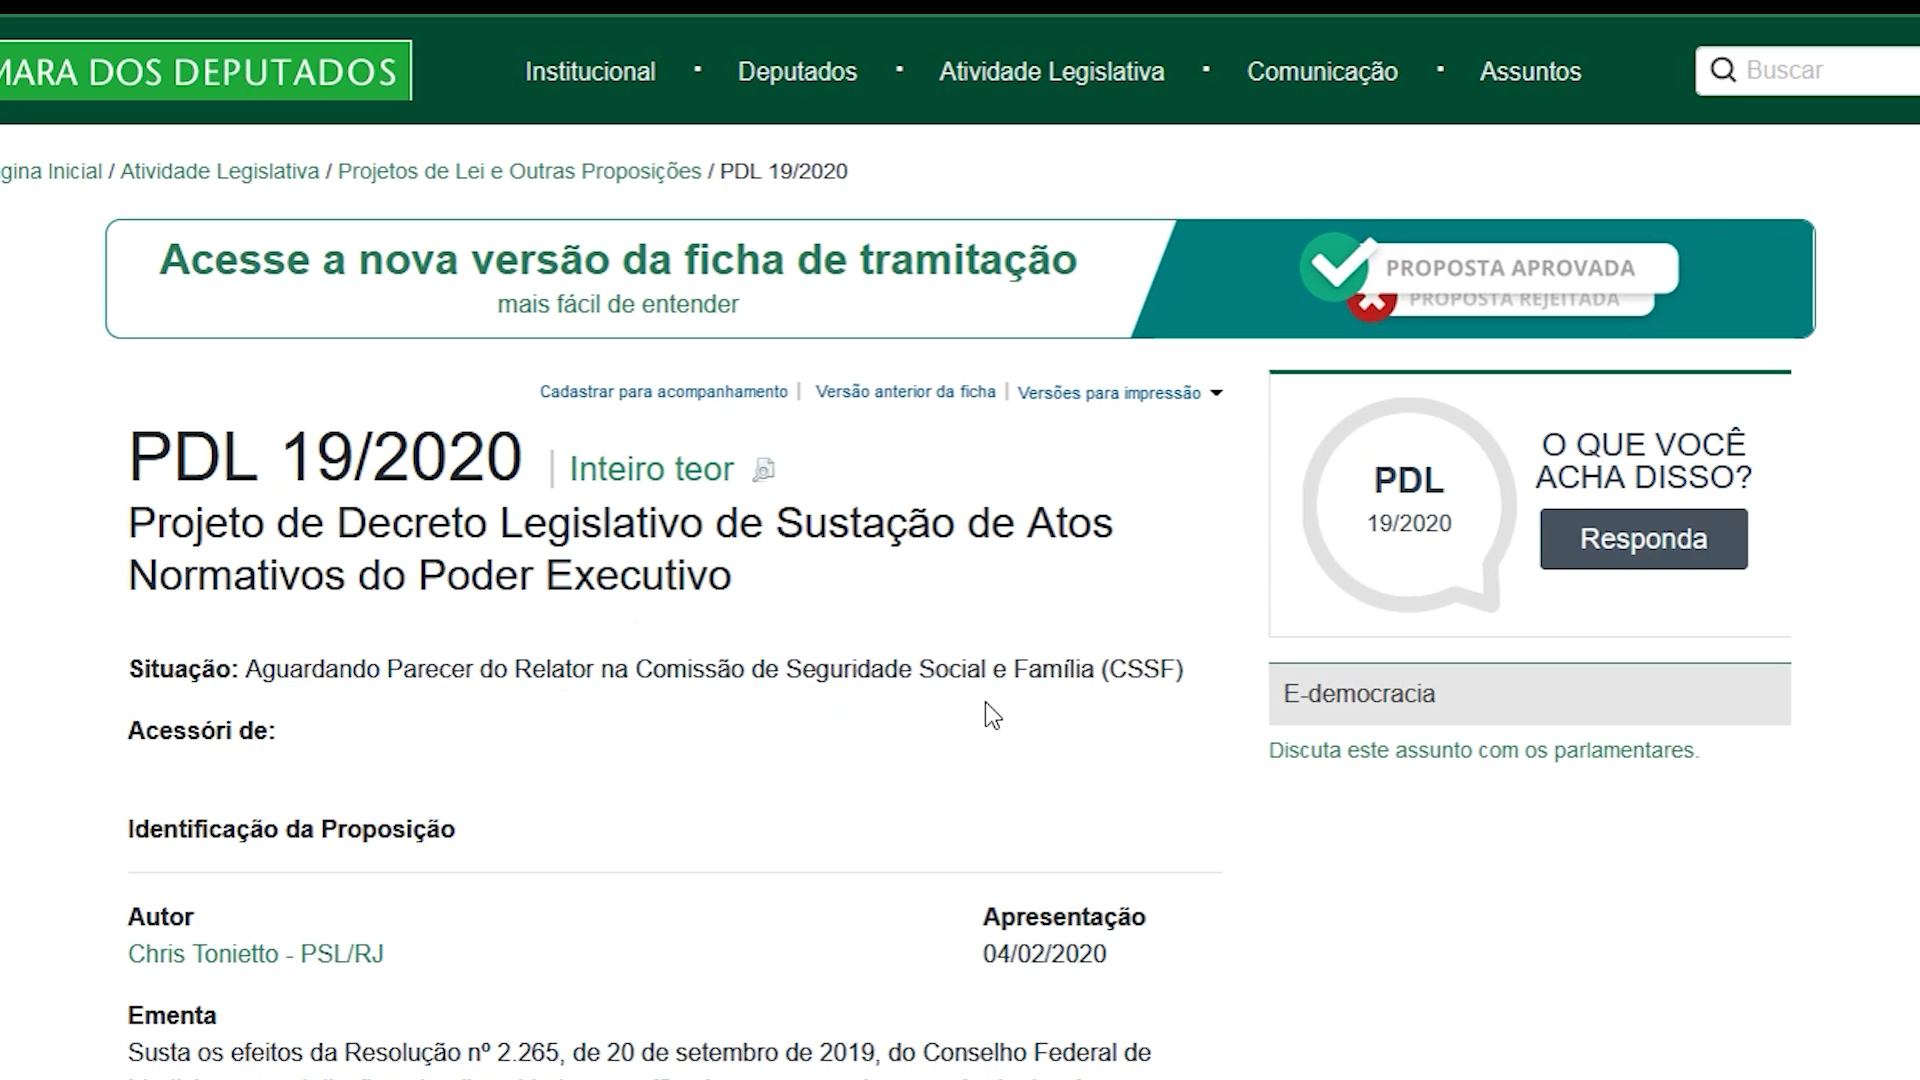 MARA DOS DEPUTADOS
Institucional · Deputados · Atividade Legislativa · Comunicação · Assuntos
Buscar
gina Inicial / Atividade Legislativa / Projetos de Lei e Outras Proposições / PDL 19/2020
Acesse a nova versão da ficha de tramitação
mais fácil de entender
PROPOSTA APROVADA
PROPOSTA REJEITADA
Cadastrar para acompanhamento | Versão anterior da ficha | Versões para impressão
PDL 19/2020 | Inteiro teor
Projeto de Decreto Legislativo de Sustação de Atos
Normativos do Poder Executivo
PDL
19/2020
O QUE VOCÊ
ACHA DISSO?
Responda
Situação: Aguardando Parecer do Relator na Comissão de Seguridade Social e Família (CSSF)
Acessóri de:
E-democracia
Discuta este assunto com os parlamentares.
Identificação da Proposição
Autor
Chris Tonietto - PSL/RJ
Apresentação
04/02/2020
Ementa
Susta os efeitos da Resolução nº 2.265, de 20 de setembro de 2019, do Conselho Federal de